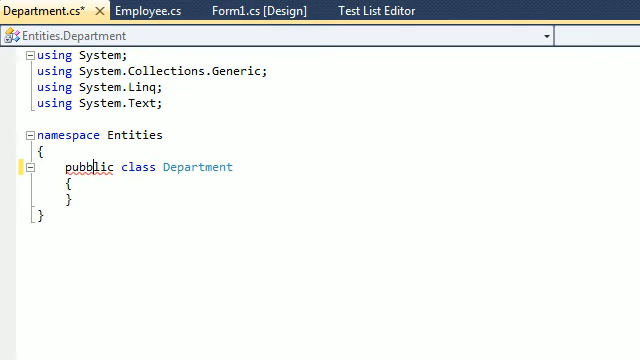 Department.cs* Employee.cs Form1.cs [Design] Test List Editor
Entities.Department
using System;
using System.Collections.Generic;
using System.Linq;
using System.Text;
namespace Entities
{
pubblic class Department
{
}
}